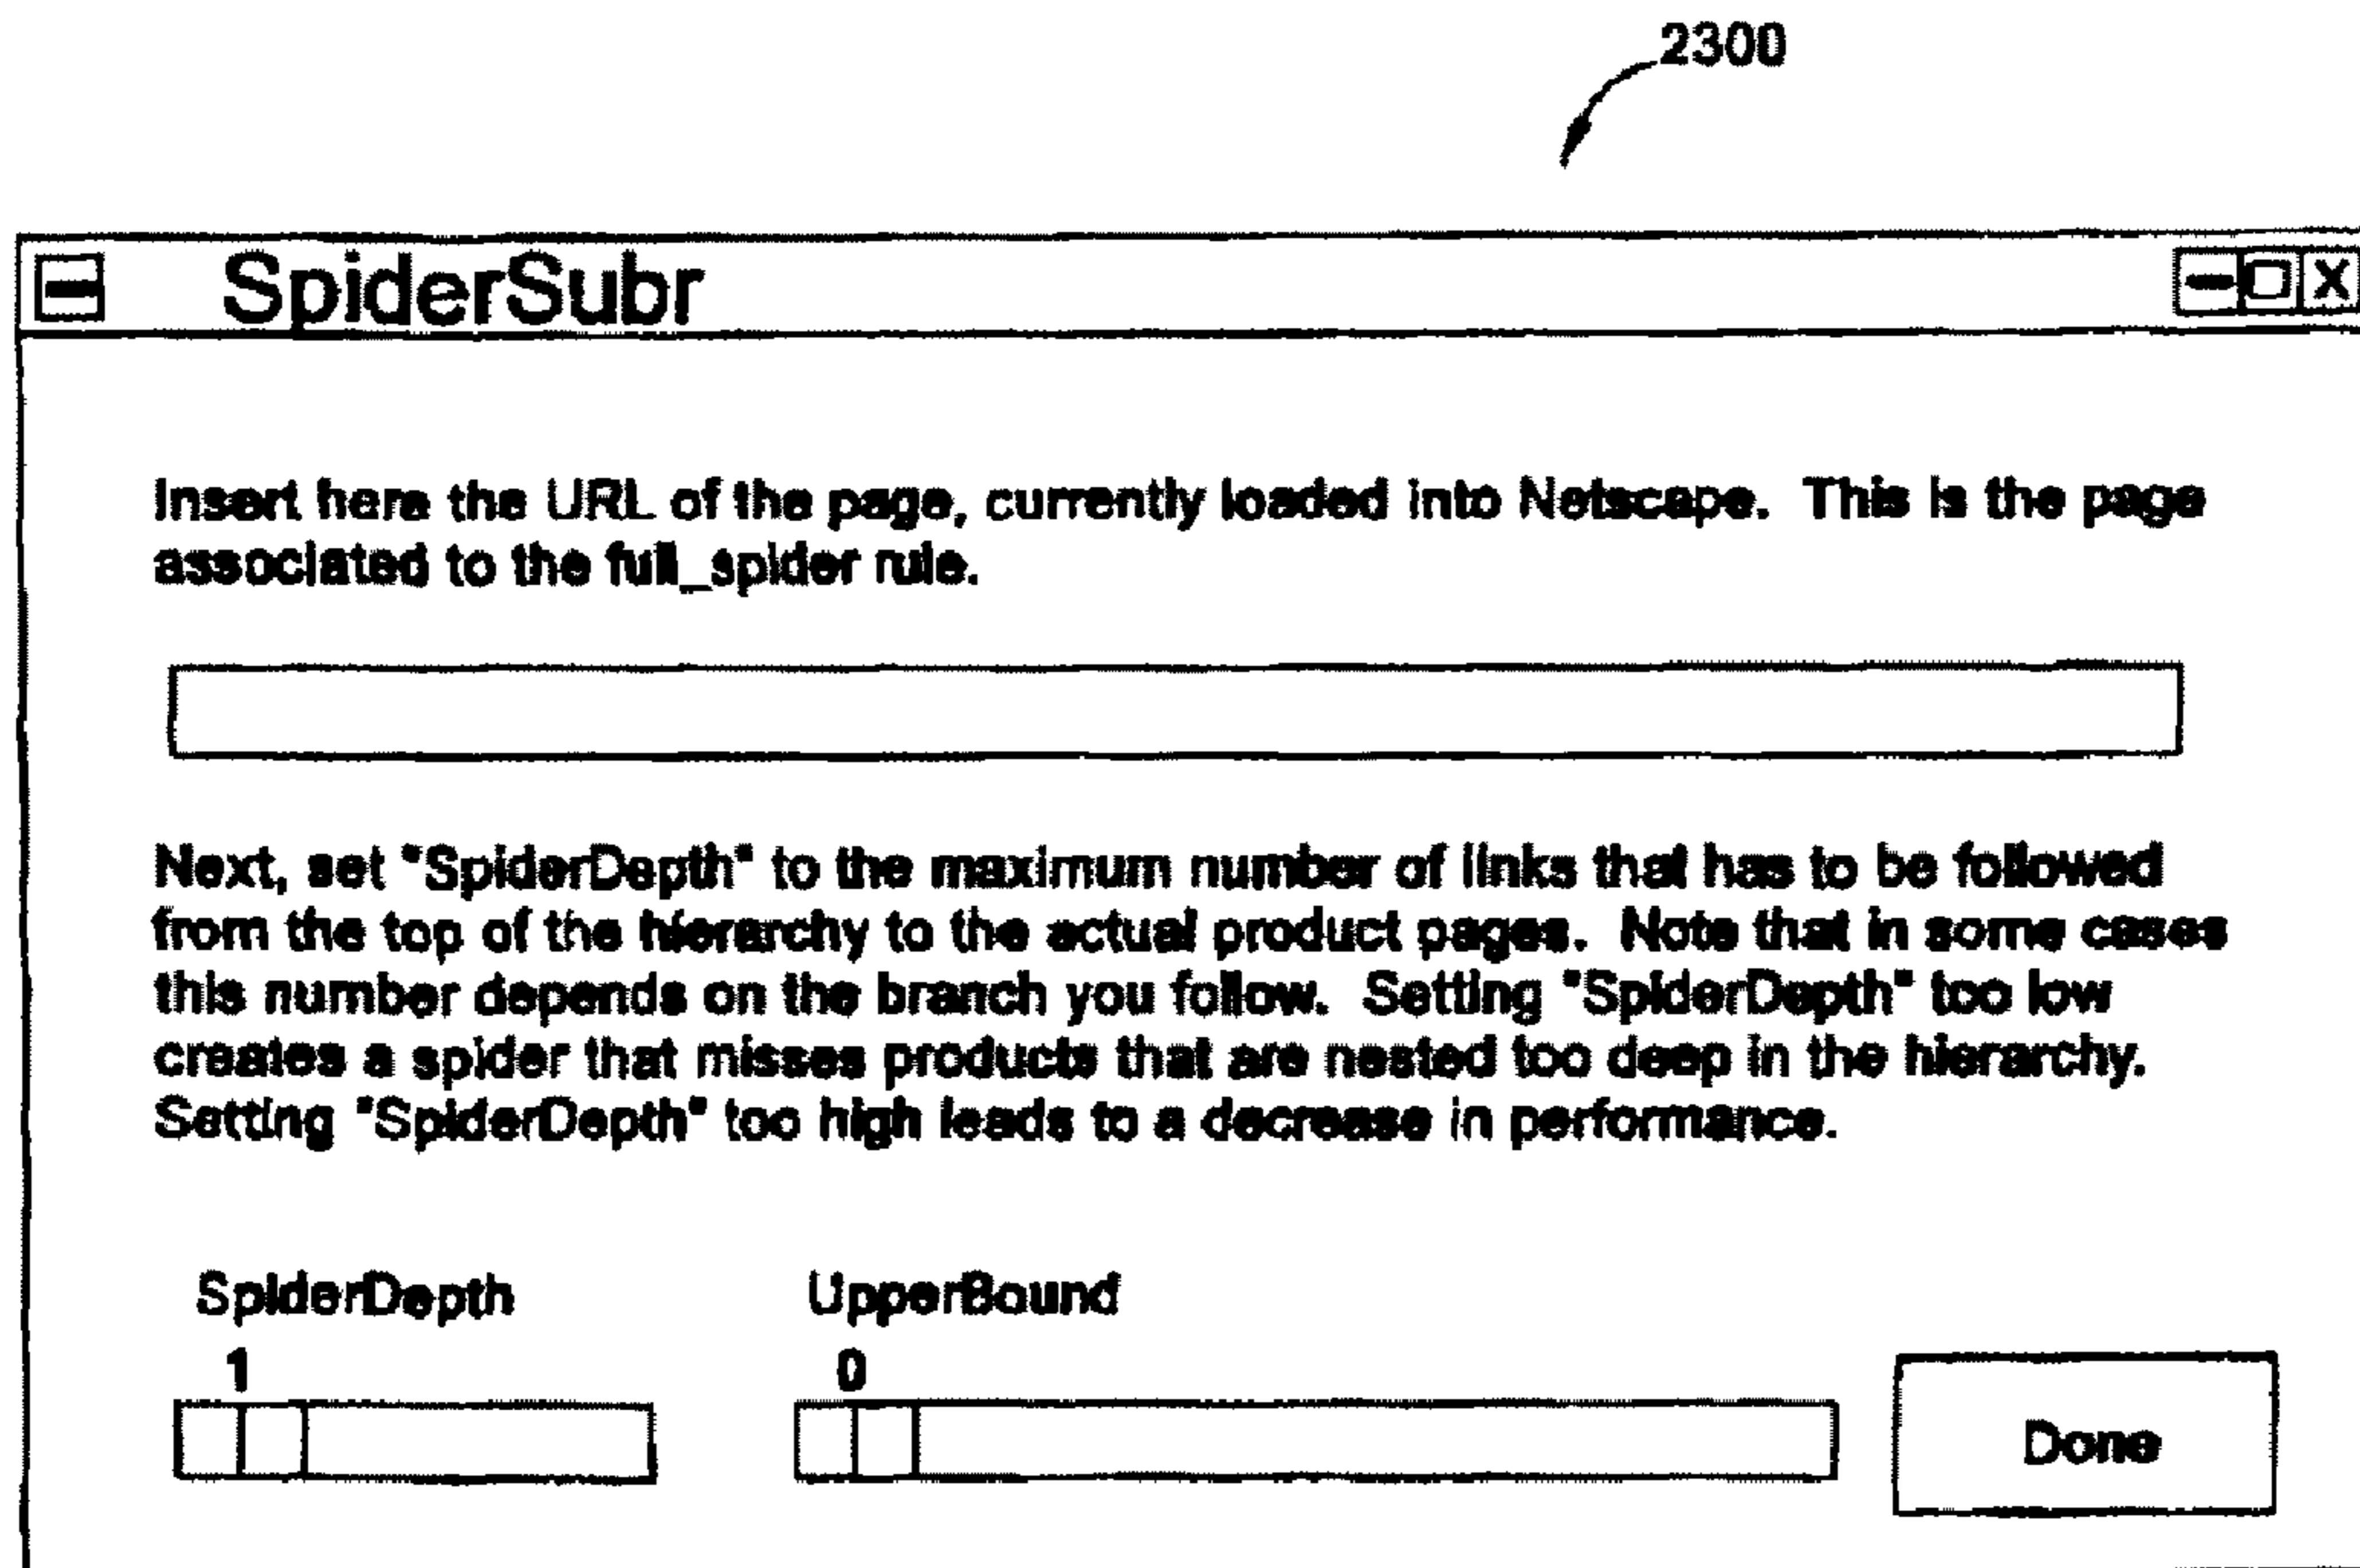 2300
SpiderSubr
Insert here the URL of the page, currently loaded into Netscape. This is the page
associated to the full_spider rule.
Next, set "SpiderDepth" to the maximum number of links that has to be followed
from the top of the hierarchy to the actual product pages. Note that in some cases
this number depends on the branch you follow. Setting "SpiderDepth" too low
creates a spider that misses products that are nested too deep in the hierarchy.
Setting "SpiderDepth" too high leads to a decrease in performance.
SpiderDepth UpperBound
1 0
Done